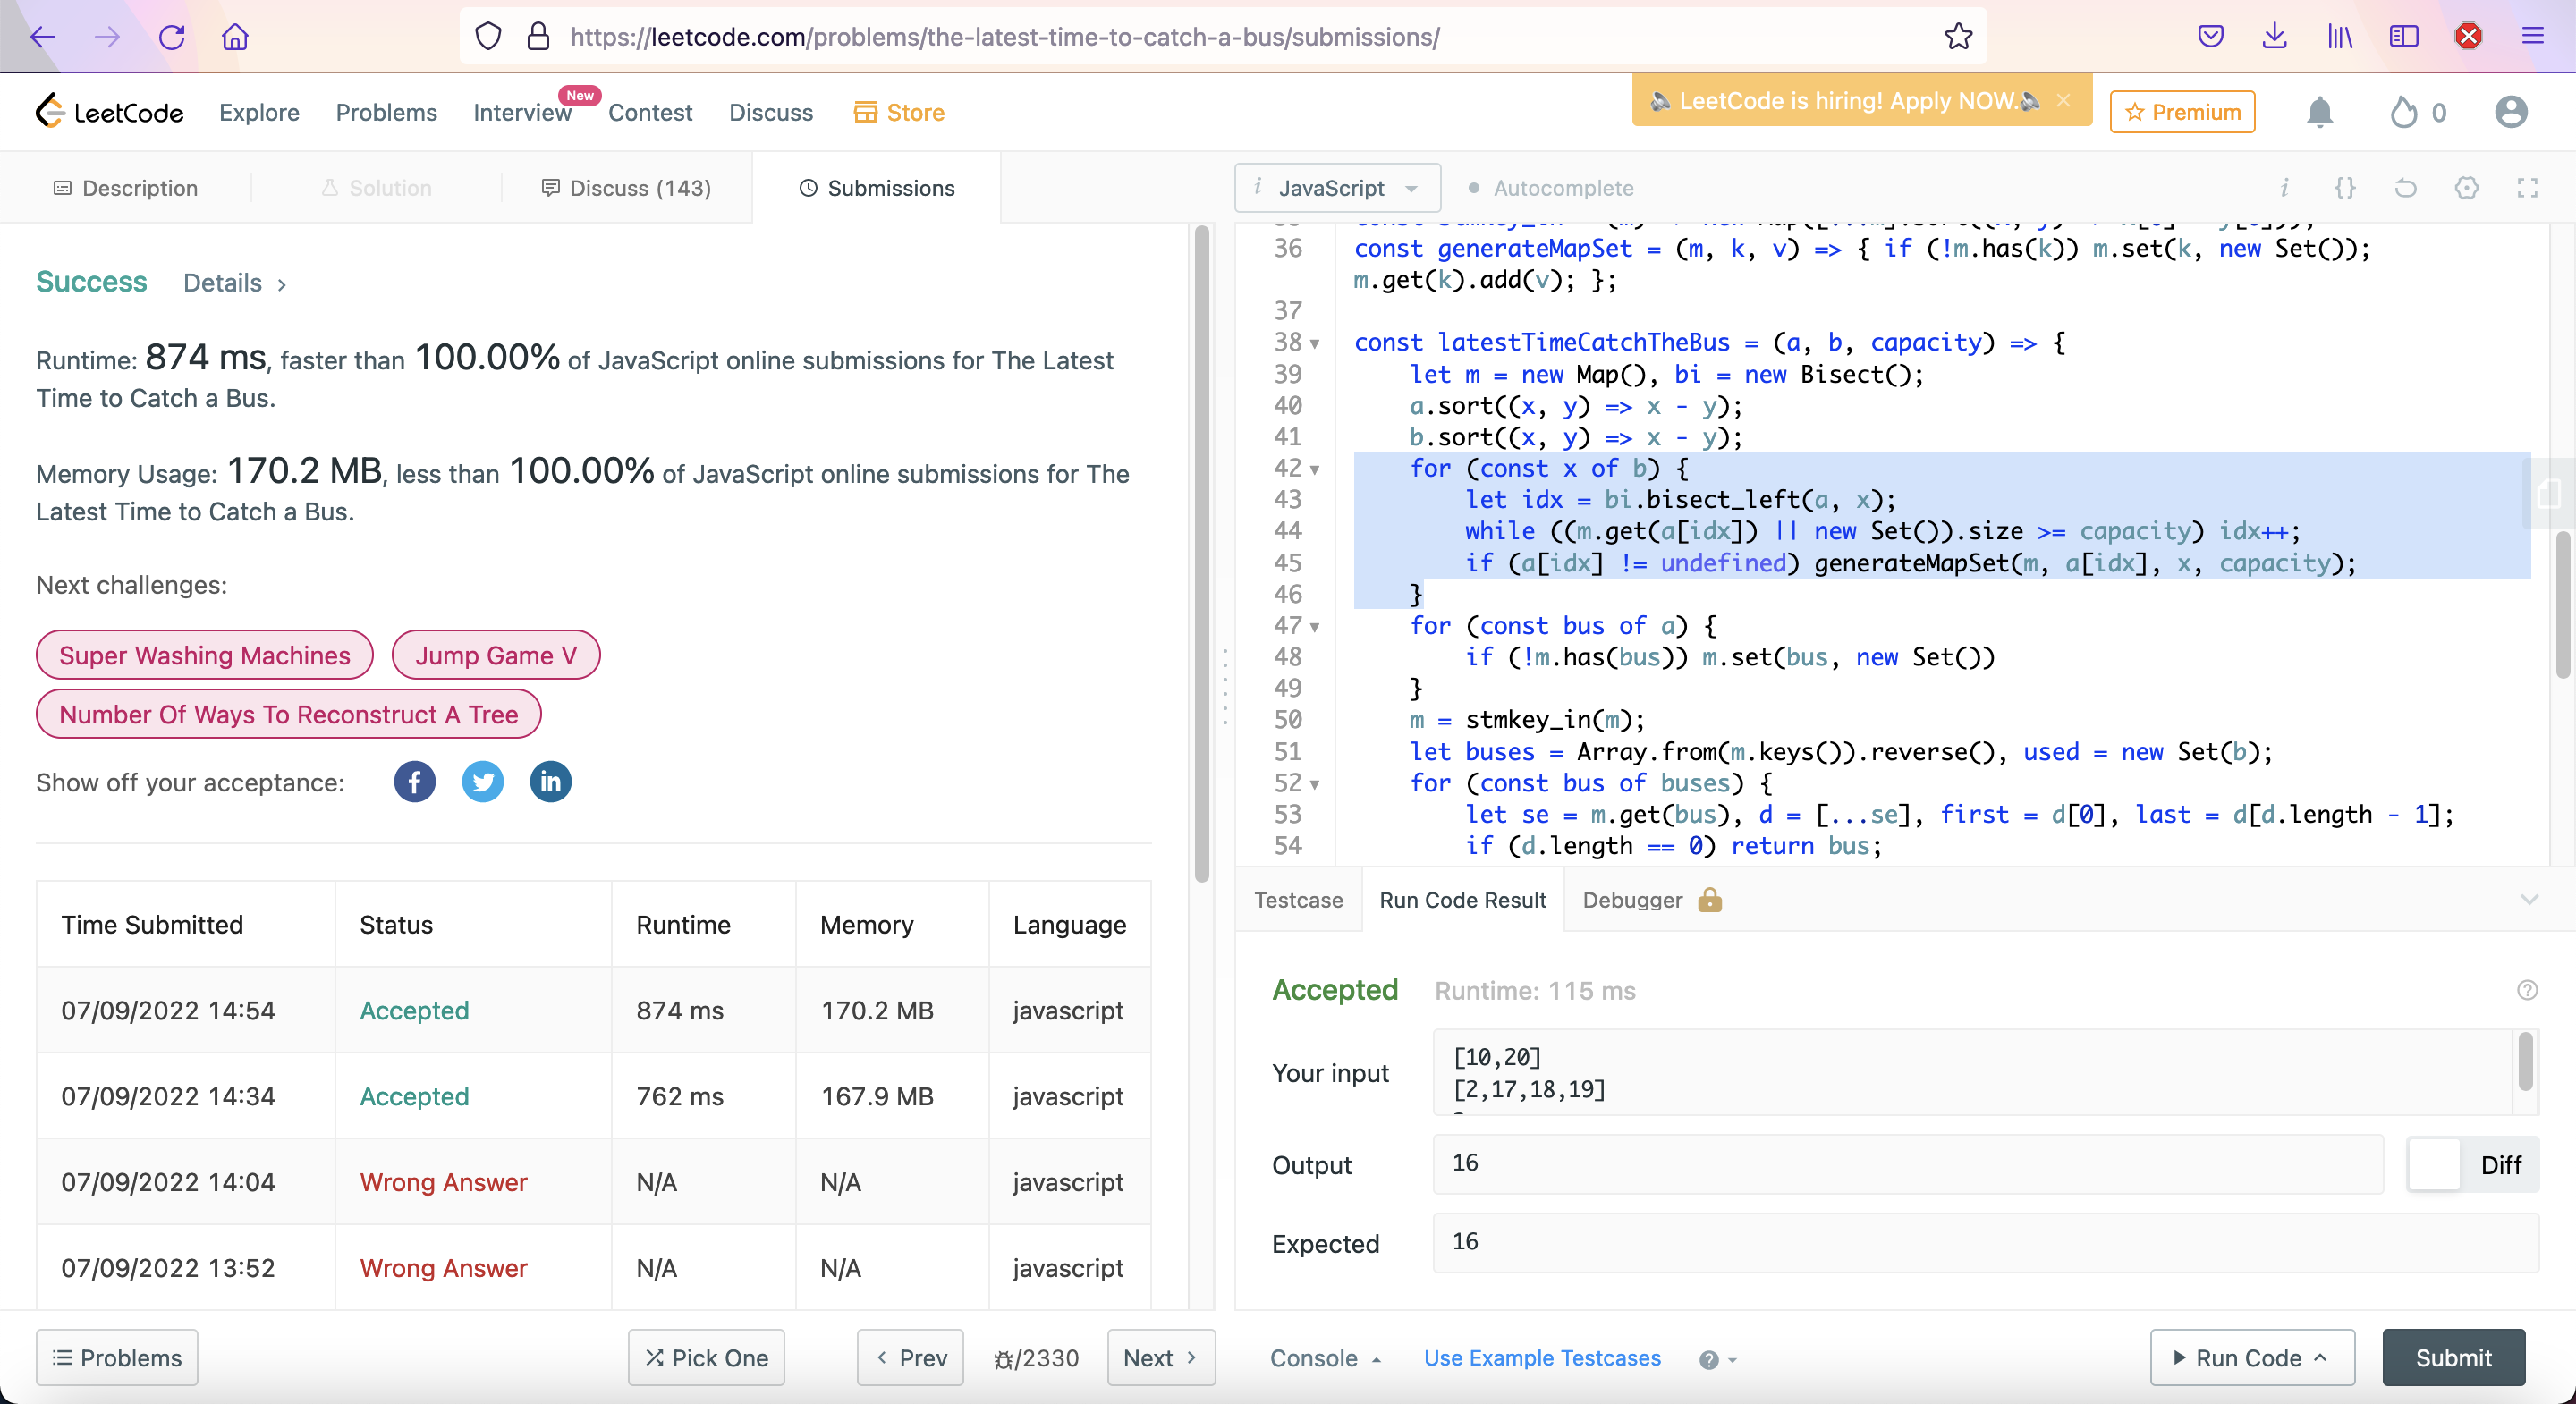 https://leetcode.com/problems/the-latest-time-to-catch-a-bus/submissions/
LeetCode
Explore
Problems
Interview
New
Contest
Discuss
Store
LeetCode is hiring! Apply NOW.
Premium
0
Description
Solution
Discuss (143)
Submissions
Success
Details
Runtime: 874 ms, faster than 100.00% of JavaScript online submissions for The Latest
Time to Catch a Bus.
Memory Usage: 170.2 MB, less than 100.00% of JavaScript online submissions for The
Latest Time to Catch a Bus.
Next challenges:
Super Washing Machines
Jump Game V
Number Of Ways To Reconstruct A Tree
Show off your acceptance:
Time Submitted Status Runtime Memory Language
07/09/2022 14:54 Accepted 874 ms 170.2 MB javascript
07/09/2022 14:34 Accepted 762 ms 167.9 MB javascript
07/09/2022 14:04 Wrong Answer N/A N/A javascript
07/09/2022 13:52 Wrong Answer N/A N/A javascript
Problems
Pick One
Prev
/2330
Next
JavaScript
Autocomplete
36 const generateMapSet = (m, k, v) => { if (!m.has(k)) m.set(k, new Set());
m.get(k).add(v); };
37
38 const latestTimeCatchTheBus = (a, b, capacity) => {
39 let m = new Map(), bi = new Bisect();
40 a.sort((x, y) => x - y);
41 b.sort((x, y) => x - y);
42 for (const x of b) {
43 let idx = bi.bisect_left(a, x);
44 while ((m.get(a[idx]) || new Set()).size >= capacity) idx++;
45 if (a[idx] != undefined) generateMapSet(m, a[idx], x, capacity);
46 }
47 for (const bus of a) {
48 if (!m.has(bus)) m.set(bus, new Set())
49 }
50 m = stmkey_in(m);
51 let buses = Array.from(m.keys()).reverse(), used = new Set(b);
52 for (const bus of buses) {
53 let se = m.get(bus), d = [...se], first = d[0], last = d[d.length - 1];
54 if (d.length == 0) return bus;
Testcase
Run Code Result
Debugger
Accepted
Runtime: 115 ms
Your input
[10,20]
[2,17,18,19]
Output
16
Diff
Expected
16
Console
Use Example Testcases
Run Code
Submit